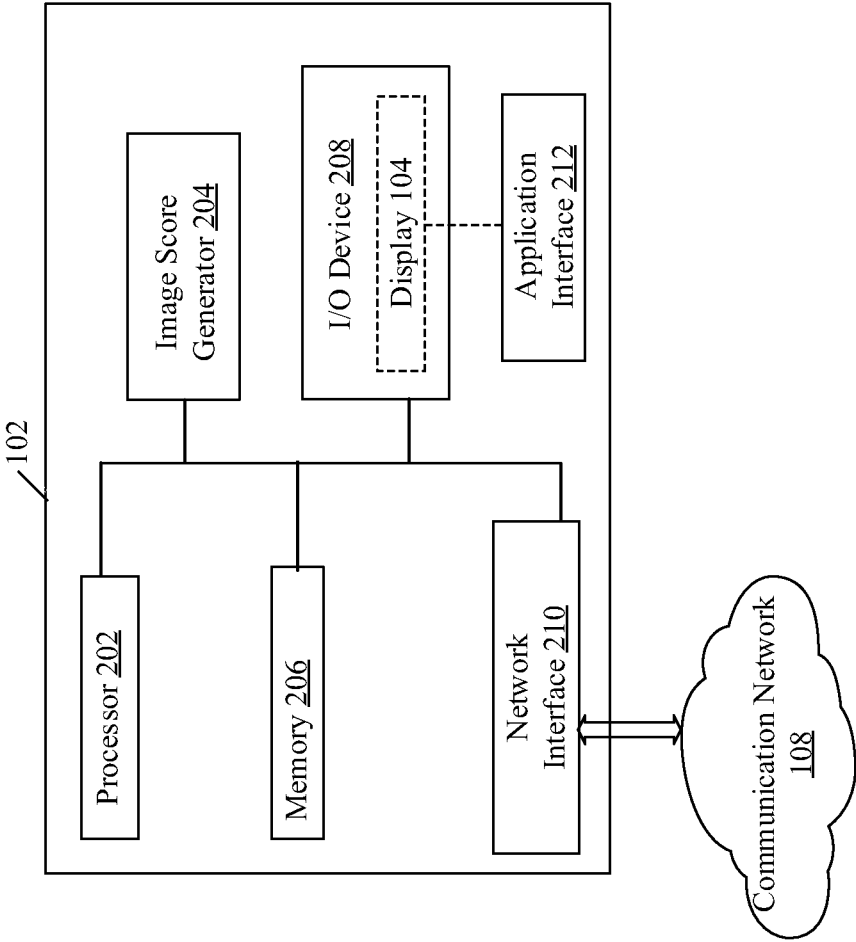 102
Processor 202
Image Score
Generator 204
Memory 206
I/O Device 208
Display 104
Network
Interface 210
Application
Interface 212
Communication Network
108